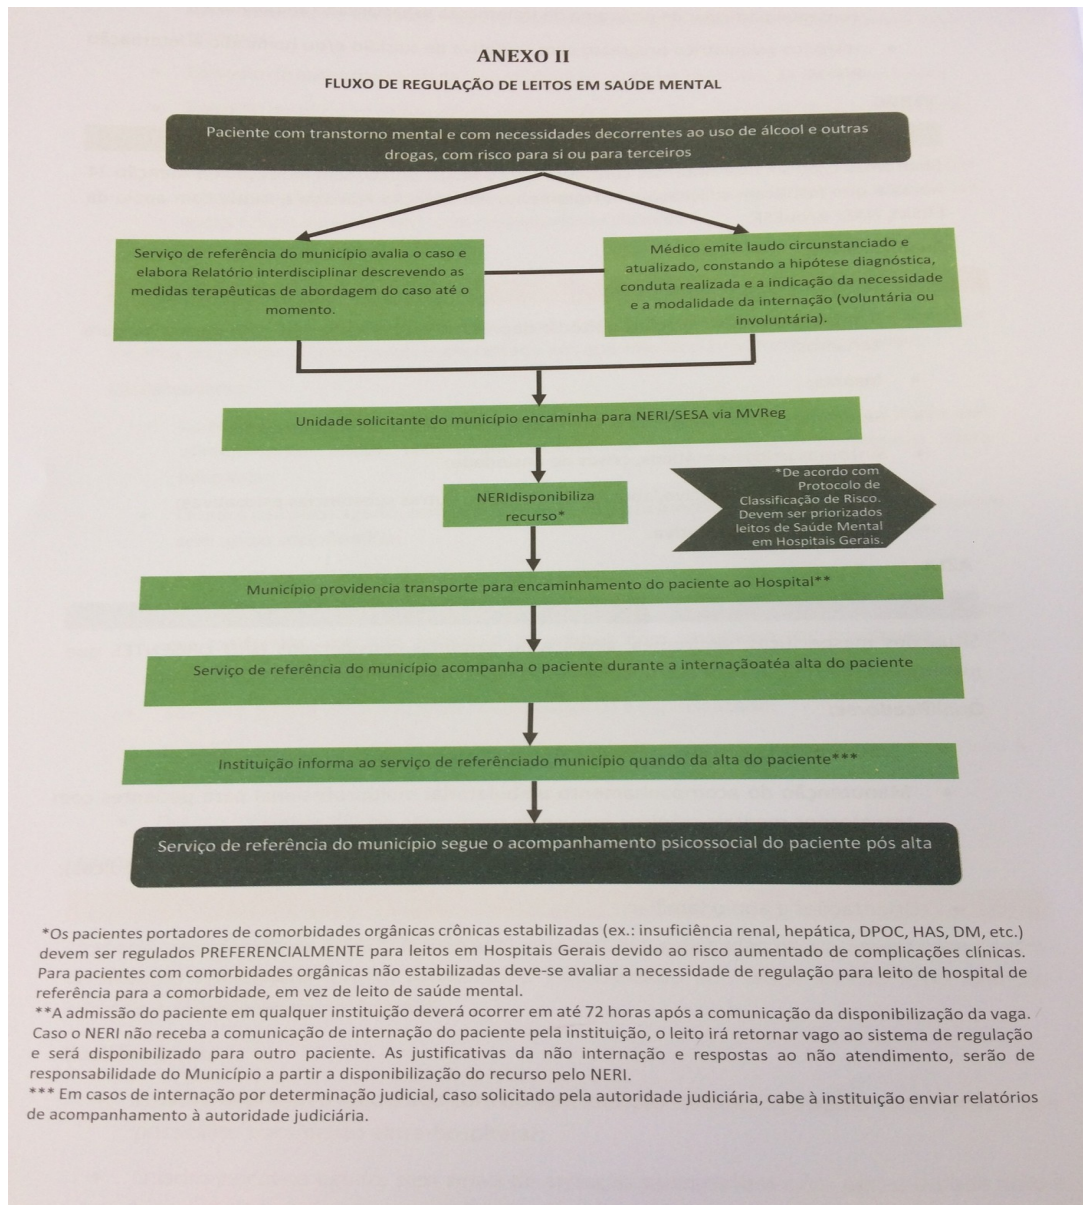 ANEXO II
FLUXO DE REGULAÇÃO DE LEITOS EM SAÚDE MENTAL
Paciente com transtorno mental e com necessidades decorrentes ao uso de álcool e outras
drogas, com risco para si ou para terceiros
Serviço de referência do município avalia o caso e
elabora Relatório interdisciplinar descrevendo as
medidas terapêuticas de abordagem do caso até o
momento.
Médico emite laudo circunstanciado e
atualizado, constando a hipótese diagnóstica,
conduta realizada e a indicação da necessidade
e a modalidade da internação (voluntária ou
involuntária).
Unidade solicitante do município encaminha para NERI/SESA via MVReg
NERIdisponibiliza
recurso*
*De acordo com
Protocolo de
Classificação de Risco.
Devem ser priorizados
leitos de Saúde Mental
em Hospitais Gerais.
Município providencia transporte para encaminhamento do paciente ao Hospital**
Serviço de referência do município acompanha o paciente durante a internaçãoatéa alta do paciente
Instituição informa ao serviço de referênciado município quando da alta do paciente***
Serviço de referência do município segue o acompanhamento psicossocial do paciente pós alta
*Os pacientes portadores de comorbidades orgânicas crônicas estabilizadas (ex.: insuficiência renal, hepática, DPOC, HAS, DM, etc.)
devem ser regulados PREFERENCIALMENTE para leitos em Hospitais Gerais devido ao risco aumentado de complicações clínicas.
Para pacientes com comorbidades orgânicas não estabilizadas deve-se avaliar a necessidade de regulação para leito de hospital de
referência para a comorbidade, em vez de leito de saúde mental.
**A admissão do paciente em qualquer instituição deverá ocorrer em até 72 horas após a comunicação da disponibilização da vaga.
Caso o NERI não receba a comunicação de internação do paciente pela instituição, o leito irá retornar vago ao sistema de regulação
e será disponibilizado para outro paciente. As justificativas da não internação e respostas ao não atendimento, serão de
responsabilidade do Município a partir a disponibilização do recurso pelo NERI.
*** Em casos de internação por determinação judicial, caso solicitado pela autoridade judiciária, cabe à instituição enviar relatórios
de acompanhamento à autoridade judiciária.